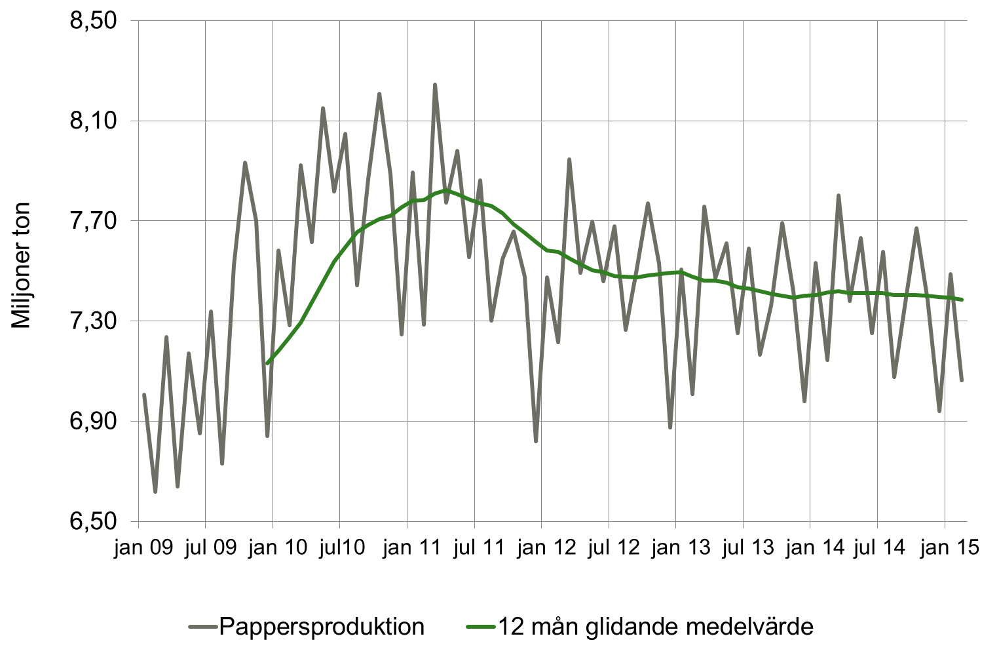 Miljoner ton
8,50
8,10
7,70
7,30
6,90
6,50
jan 09 jul 09 jan 10 jul10 jan 11 jul 11 jan 12 jul 12 jan 13 jul 13 jan 14 jul 14 jan 15
Pappersproduktion 12 mån glidande medelvärde